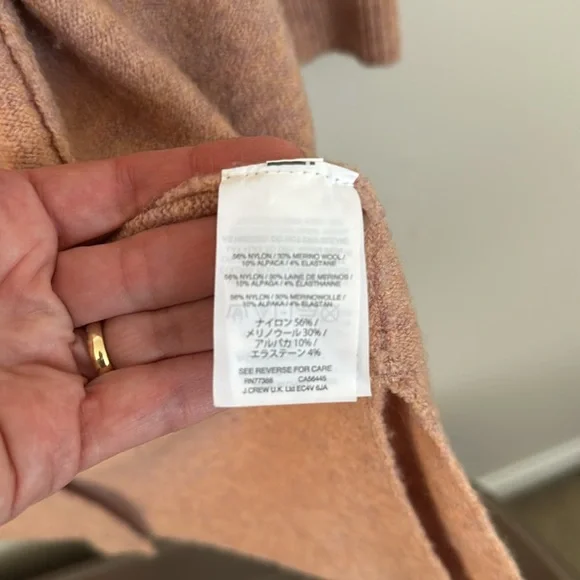 56% NYLON / 30% MERINO WOOL /
10% ALPACA / 4% ELASTANE
56% NYLON / 30% LAINE DE MERINOS /
10% ALPAGA / 4% ELASTHANNE
56% NYLON / 30% MERINOWOLLE /
10% ALPAKA / 4% ELASTAN
ナイロン 56% /
メリノウール 30% /
アルパカ 10% /
エラステーン 4%
SEE REVERSE FOR CARE
RN77388 CA56445
J.CREW U.K. Ltd EC4V 6JA